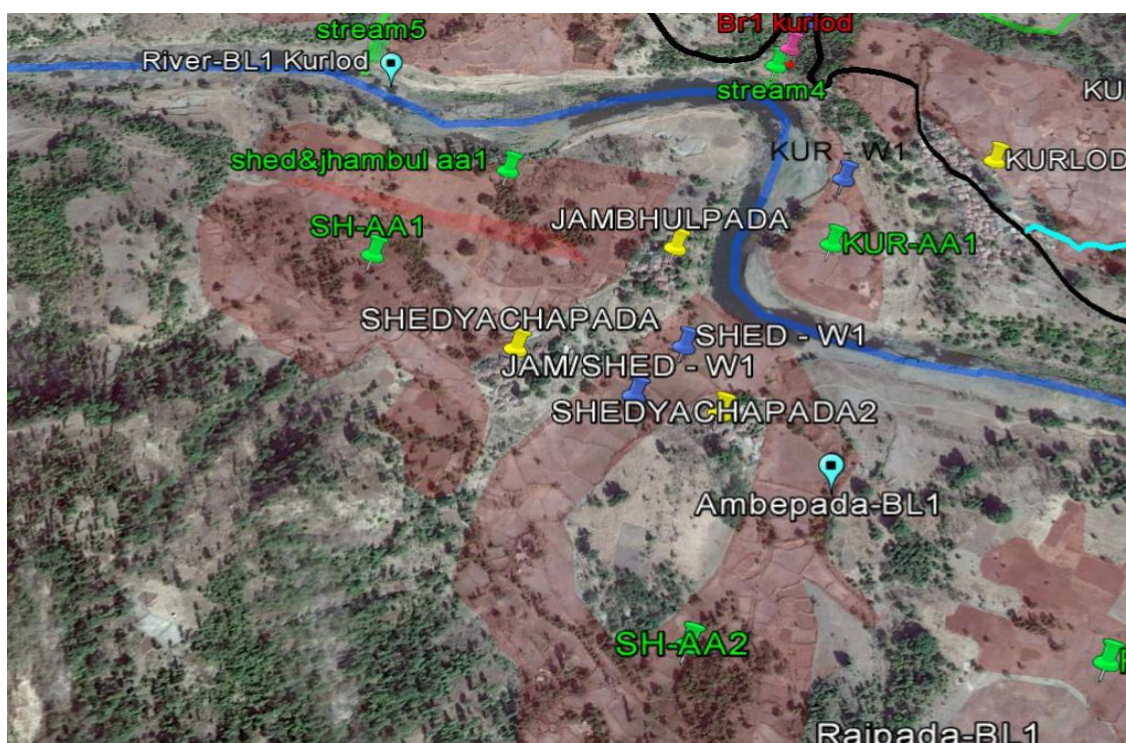 Br1 kurlod
stream5
River-BL1 Kurlod
stream4
KU
shed&jhambul aa1
KUR - W1
KURLOD
SH-AA1
JAMBHULPADA
KUR-AA1
SHEDYACHAPADA
SHED - W1
JAM/SHED - W1
SHEDYACHAPADA2
Ambepada-BL1
SH-AA2
Raipada-BL1